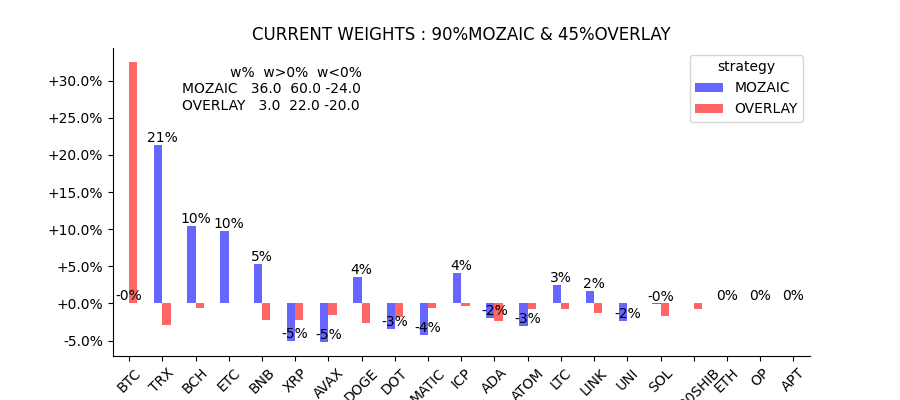 CURRENT WEIGHTS : 90%MOZAIC & 45%OVERLAY
w% w>0% w<0%
MOZAIC 36.0 60.0 -24.0
OVERLAY 3.0 22.0 -20.0
strategy
MOZAIC
OVERLAY
+30.0%
+25.0%
+20.0%
+15.0%
+10.0%
+5.0%
+0.0%
-5.0%
-0% 21% 10% 10% 5% -5% -5% 4% -3% -4% 4% -2% -3% 3% 2% -2% -0% 0% 0% 0%
BTC TRX BCH ETC BNB XRP AVAX DOGE DOT MATIC ICP ADA ATOM LTC LINK UNI SOL 0SHIB ETH OP APT